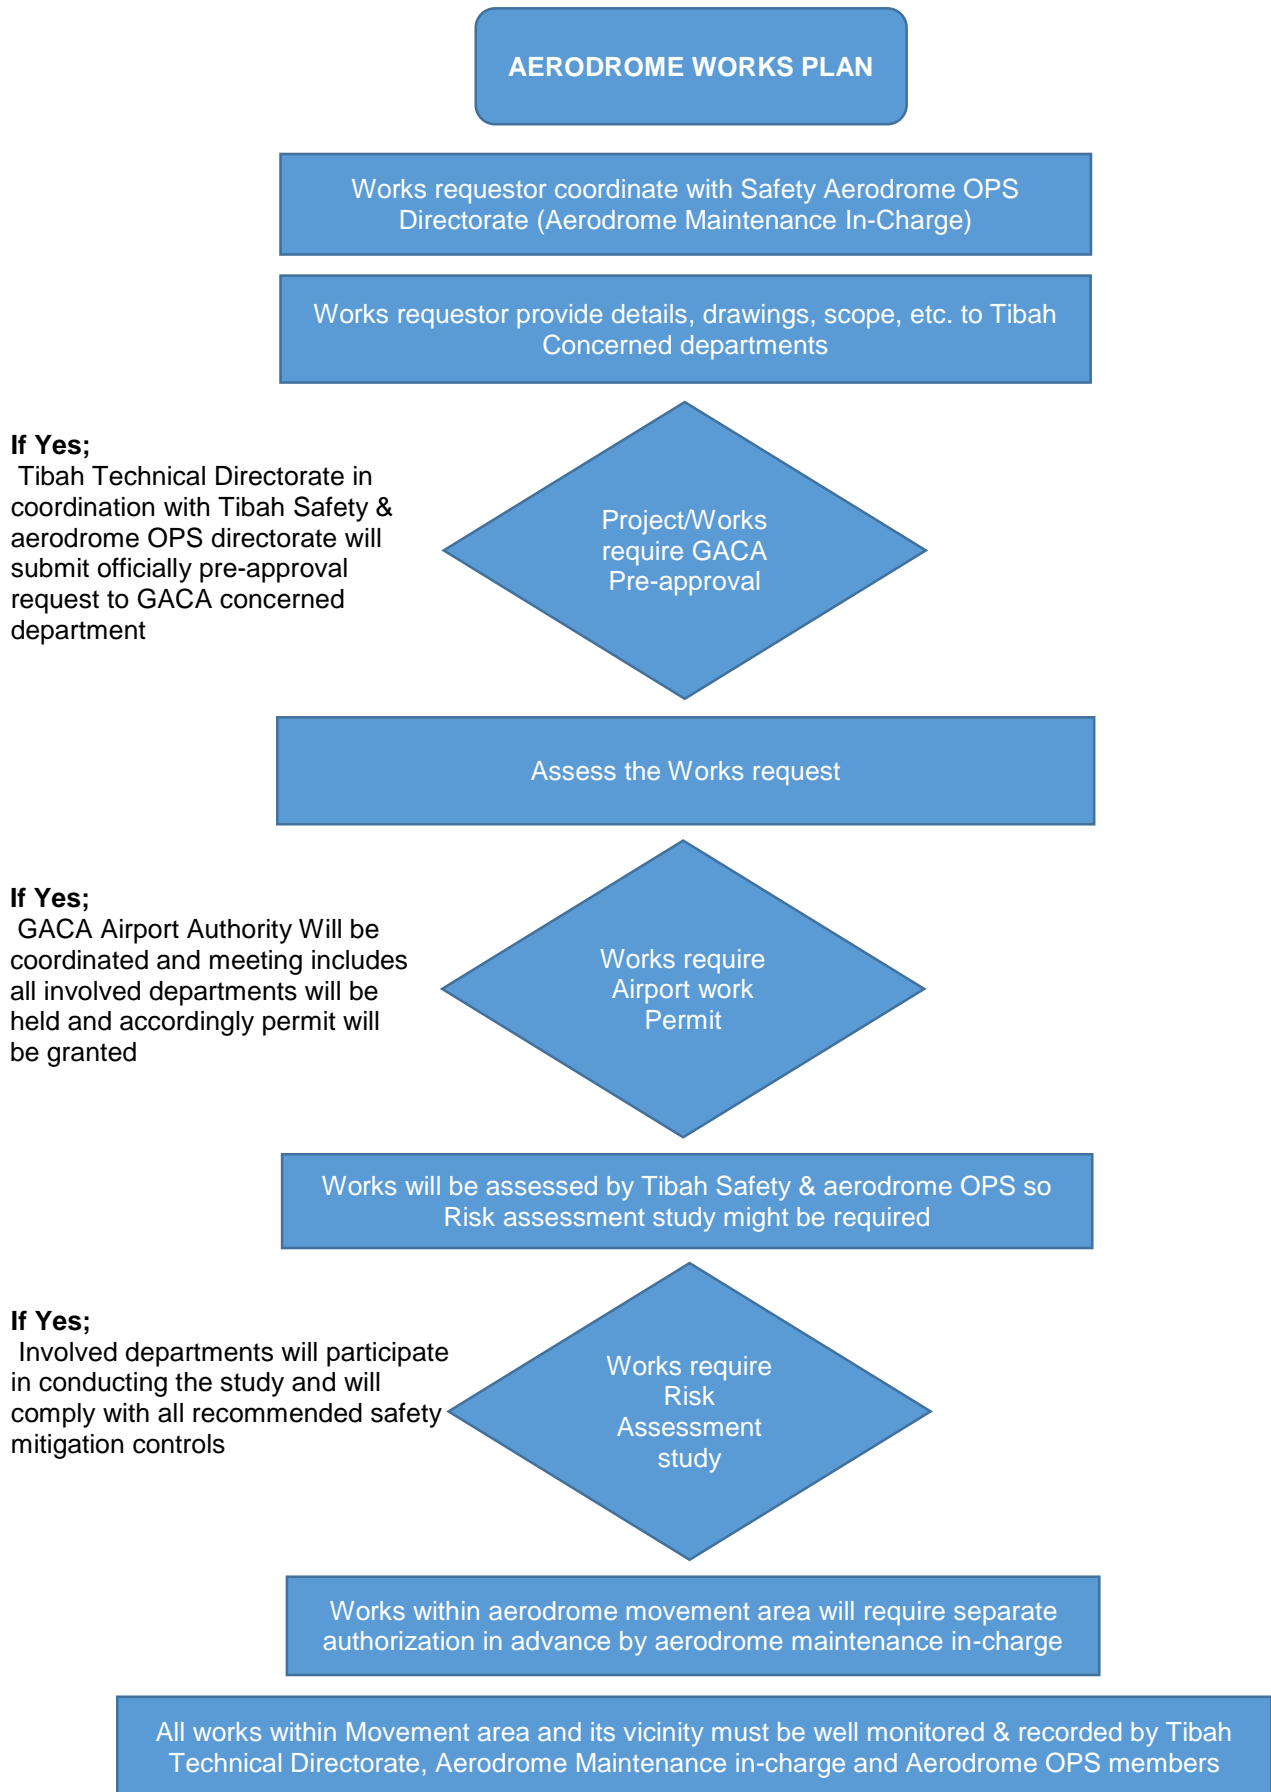 AERODROME WORKS PLAN
Works requestor coordinate with Safety Aerodrome OPS
Directorate (Aerodrome Maintenance In-Charge)
Works requestor provide details, drawings, scope, etc. to Tibah
Concerned departments
If Yes;
Tibah Technical Directorate in
coordination with Tibah Safety &
aerodrome OPS directorate will
submit officially pre-approval
request to GACA concerned
department
Project/Works
require GACA
Pre-approval
Assess the Works request
If Yes;
GACA Airport Authority Will be
coordinated and meeting includes
all involved departments will be
held and accordingly permit will
be granted
Works require
Airport work
Permit
Works will be assessed by Tibah Safety & aerodrome OPS so
Risk assessment study might be required
If Yes;
Involved departments will participate
in conducting the study and will
comply with all recommended safety
mitigation controls
Works require
Risk
Assessment
study
Works within aerodrome movement area will require separate
authorization in advance by aerodrome maintenance in-charge
All works within Movement area and its vicinity must be well monitored & recorded by Tibah
Technical Directorate, Aerodrome Maintenance in-charge and Aerodrome OPS members